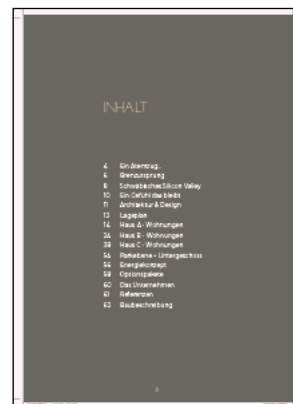 INHALT
4 Ein Atemzug...
6 Brenzursprung
8 Schwäbisches Silicon Valley
10 Ein Gefühl das bleibt
11 Architektur & Design
13 Lageplan
14 Haus A - Wohnungen
24 Haus B - Wohnungen
38 Haus C - Wohnungen
54 Parkebene + Untergeschoss
56 Energiekonzept
58 Optionspakete
60 Das Unternehmen
61 Referenzen
62 Baubeschreibung
3